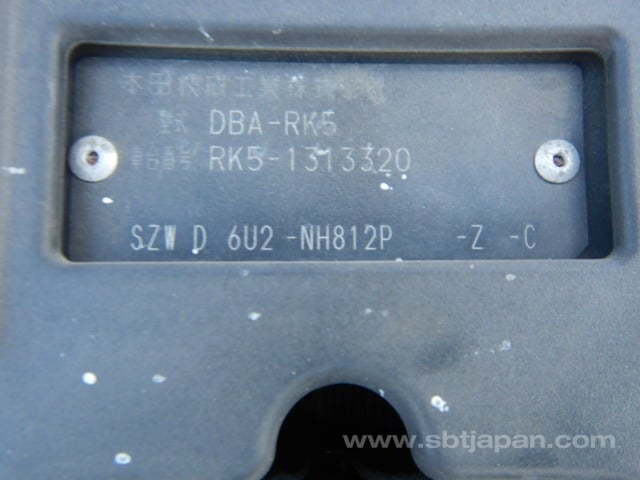 本田技研工業株式会社
型式 DBA-RK5
車台番号 RK5-1313320
SZW D 6U2 -NH812P -Z -C
www.sbtjapan.com